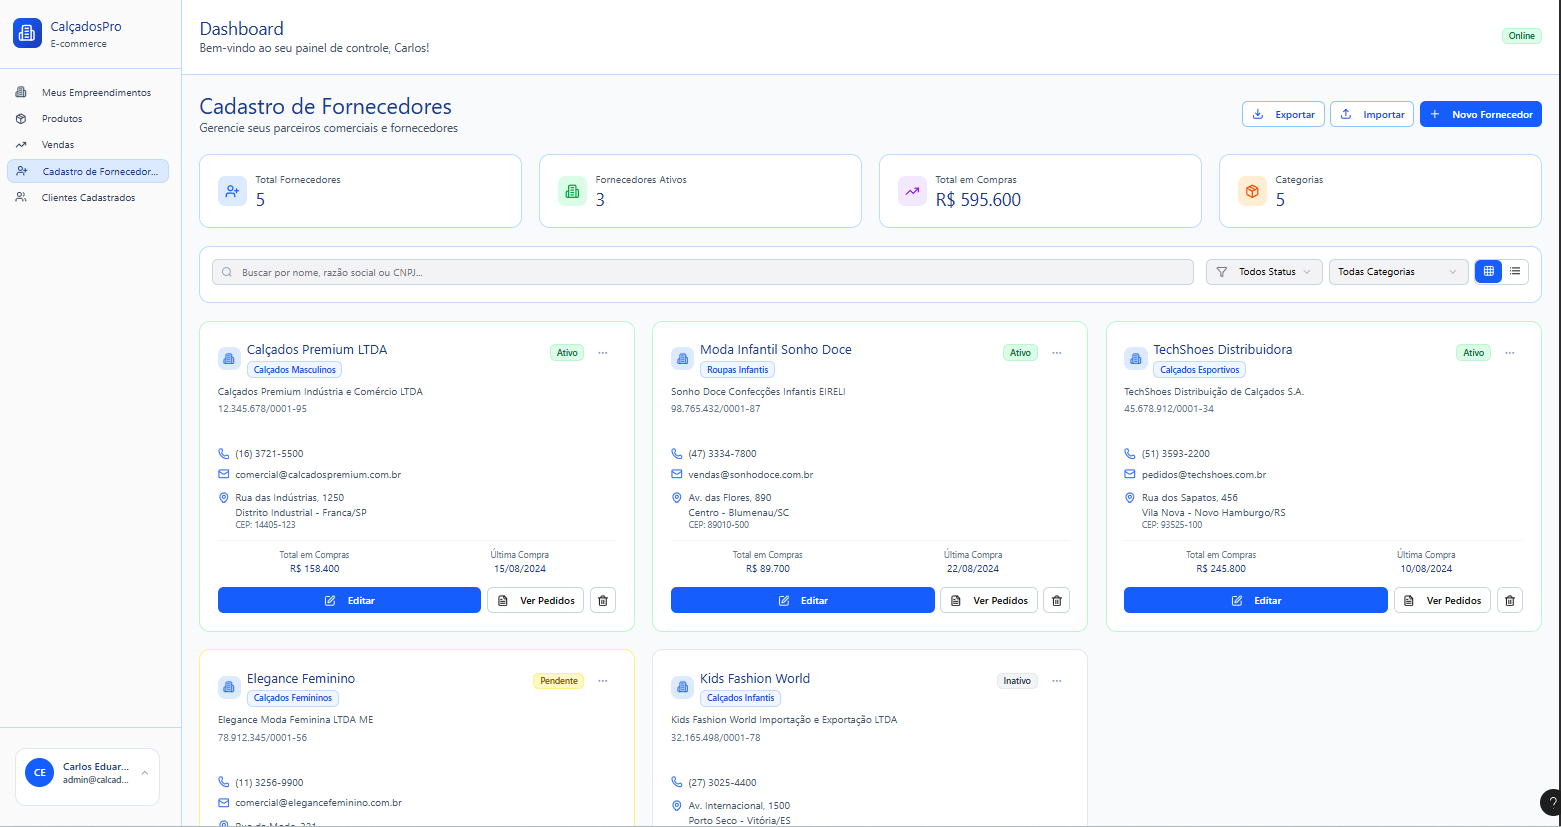 CalçadosPro
E-commerce
Meus Empreendimentos
Produtos
Vendas
Cadastro de Fornecedor...
Clientes Cadastrados
CE
Carlos Eduar...
admin@calcad...
Dashboard
Bem-vindo ao seu painel de controle, Carlos!
Online
Cadastro de Fornecedores
Gerencie seus parceiros comerciais e fornecedores
Exportar
Importar
Novo Fornecedor
Total Fornecedores
5
Fornecedores Ativos
3
Total em Compras
R$ 595.600
Categorias
5
Buscar por nome, razão social ou CNPJ...
Todos Status
Todas Categorias
Calçados Premium LTDA
Ativo
Calçados Masculinos
Calçados Premium Indústria e Comércio LTDA
12.345.678/0001-95
(16) 3721-5500
comercial@calcadospremium.com.br
Rua das Indústrias, 1250
Distrito Industrial - Franca/SP
CEP: 14405-123
Total em Compras
R$ 158.400
Última Compra
15/08/2024
Editar
Ver Pedidos
Moda Infantil Sonho Doce
Ativo
Roupas Infantis
Sonho Doce Confecções Infantis EIRELI
98.765.432/0001-87
(47) 3334-7800
vendas@sonhodoce.com.br
Av. das Flores, 890
Centro - Blumenau/SC
CEP: 89010-500
Total em Compras
R$ 89.700
Última Compra
22/08/2024
Editar
Ver Pedidos
TechShoes Distribuidora
Ativo
Calçados Esportivos
TechShoes Distribuição de Calçados S.A.
45.678.912/0001-34
(51) 3593-2200
pedidos@techshoes.com.br
Rua dos Sapatos, 456
Vila Nova - Novo Hamburgo/RS
CEP: 93525-100
Total em Compras
R$ 245.800
Última Compra
10/08/2024
Editar
Ver Pedidos
Elegance Feminino
Pendente
Calçados Femininos
Elegance Moda Feminina LTDA ME
78.912.345/0001-56
(11) 3256-9900
comercial@elegancefeminino.com.br
Rua da Moda, 321
Kids Fashion World
Inativo
Calçados Infantis
Kids Fashion World Importação e Exportação LTDA
32.165.498/0001-78
(27) 3025-4400
Av. Internacional, 1500
Porto Seco - Vitória/ES
?